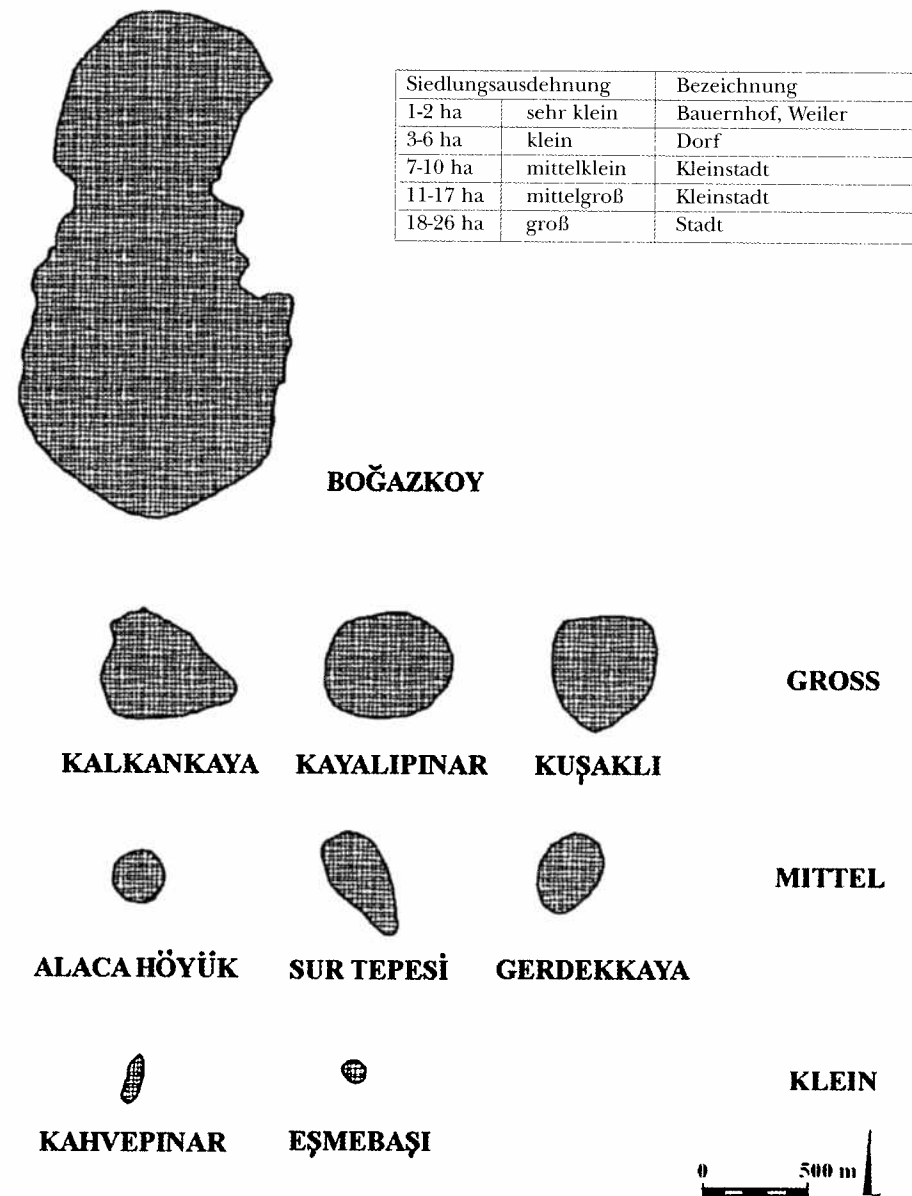 Siedlungsausdehnung Bezeichnung
1-2 ha sehr klein Bauernhof, Weiler
3-6 ha klein Dorf
7-10 ha mittelklein Kleinstadt
11-17 ha mittelgroß Kleinstadt
18-26 ha groß Stadt
BOĞAZKOY
GROSS
KALKANKAYA KAYALIPINAR KUŞAKLI
MITTEL
ALACA HÖYÜK SUR TEPESİ GERDEKKAYA
KLEIN
KAHVEPINAR EŞMEBAŞI
0 500 m